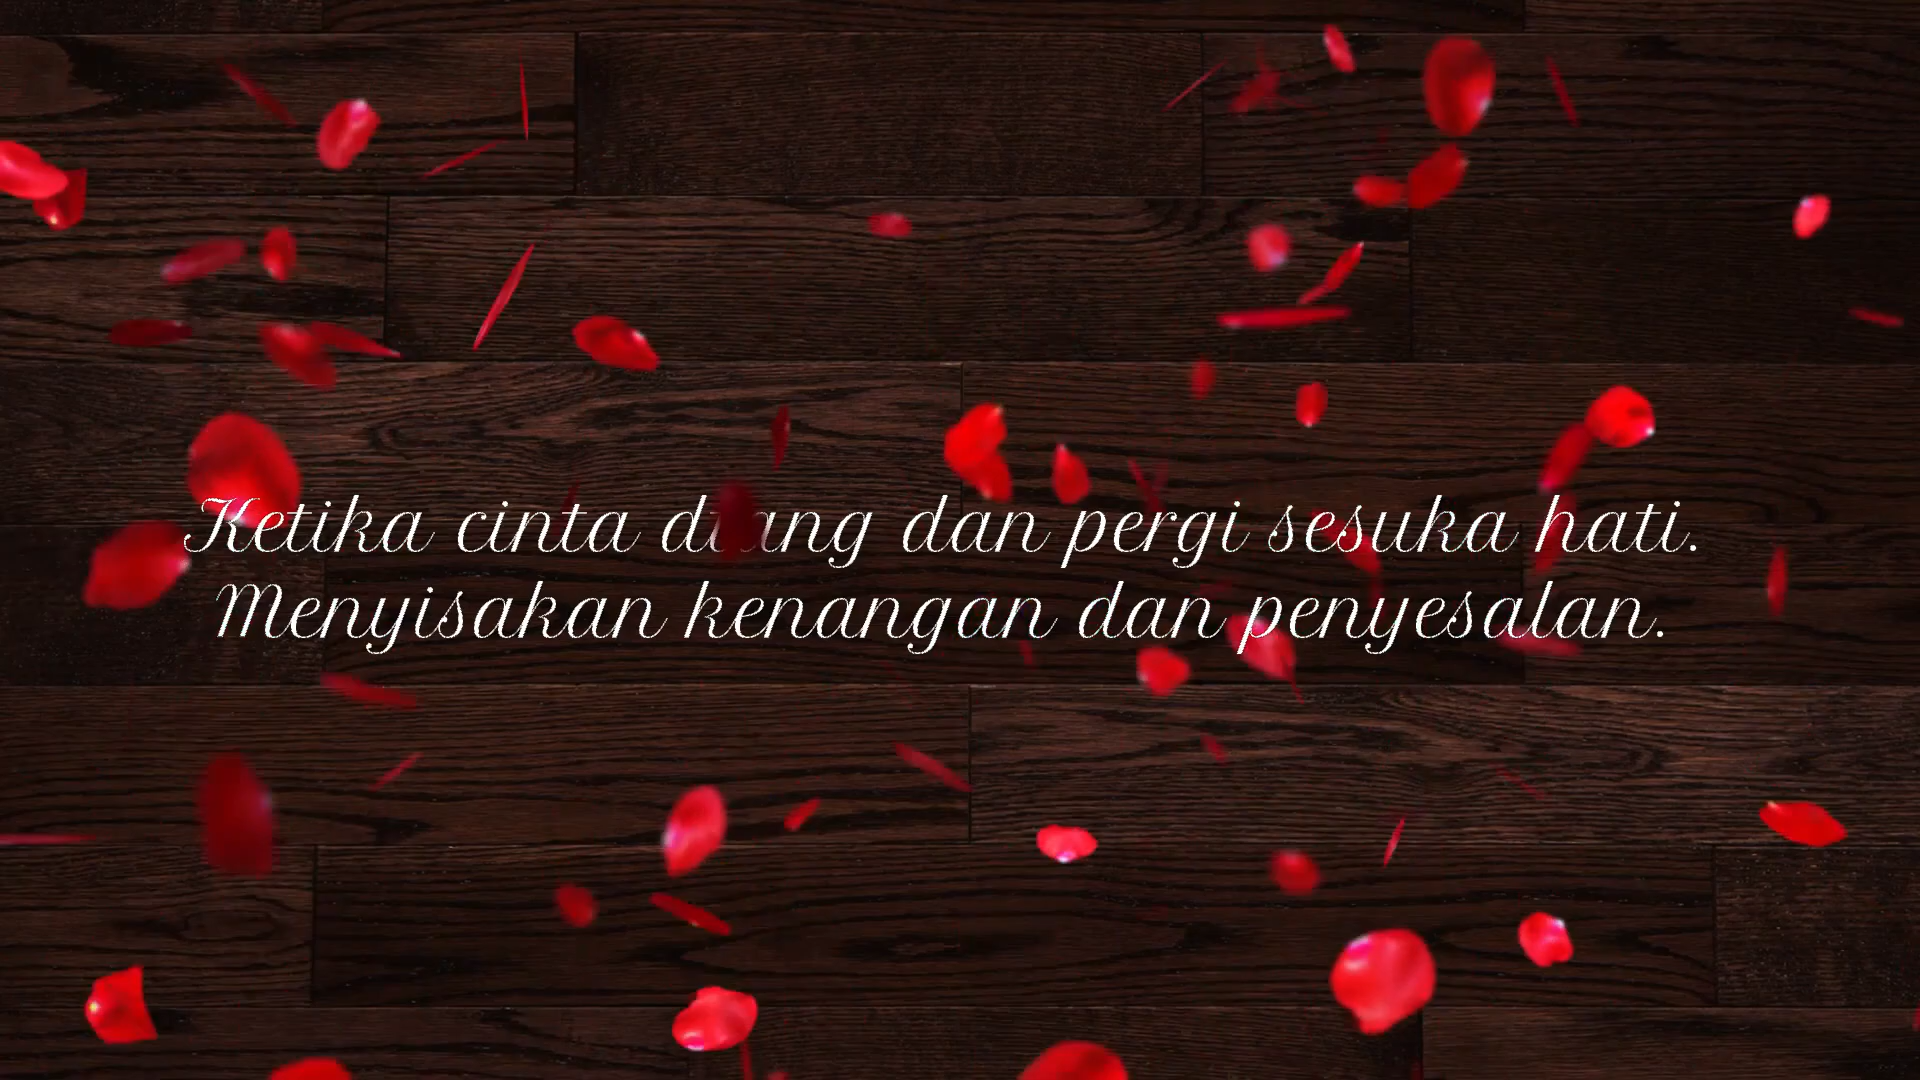 Ketika cinta dan pergi sesuka hati.
Menyisakan kenangan dan penyesalan.